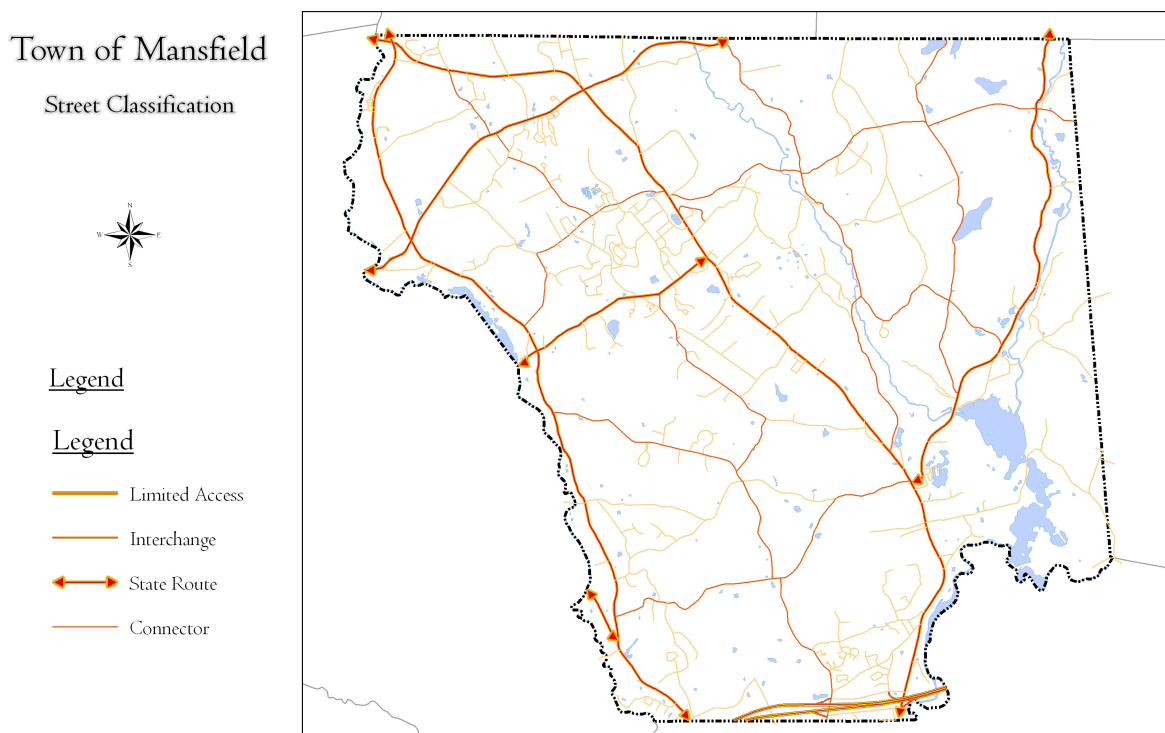 Town of Mansfield
Street Classification
N
W E
S
Legend
Legend
Limited Access
Interchange
State Route
Connector